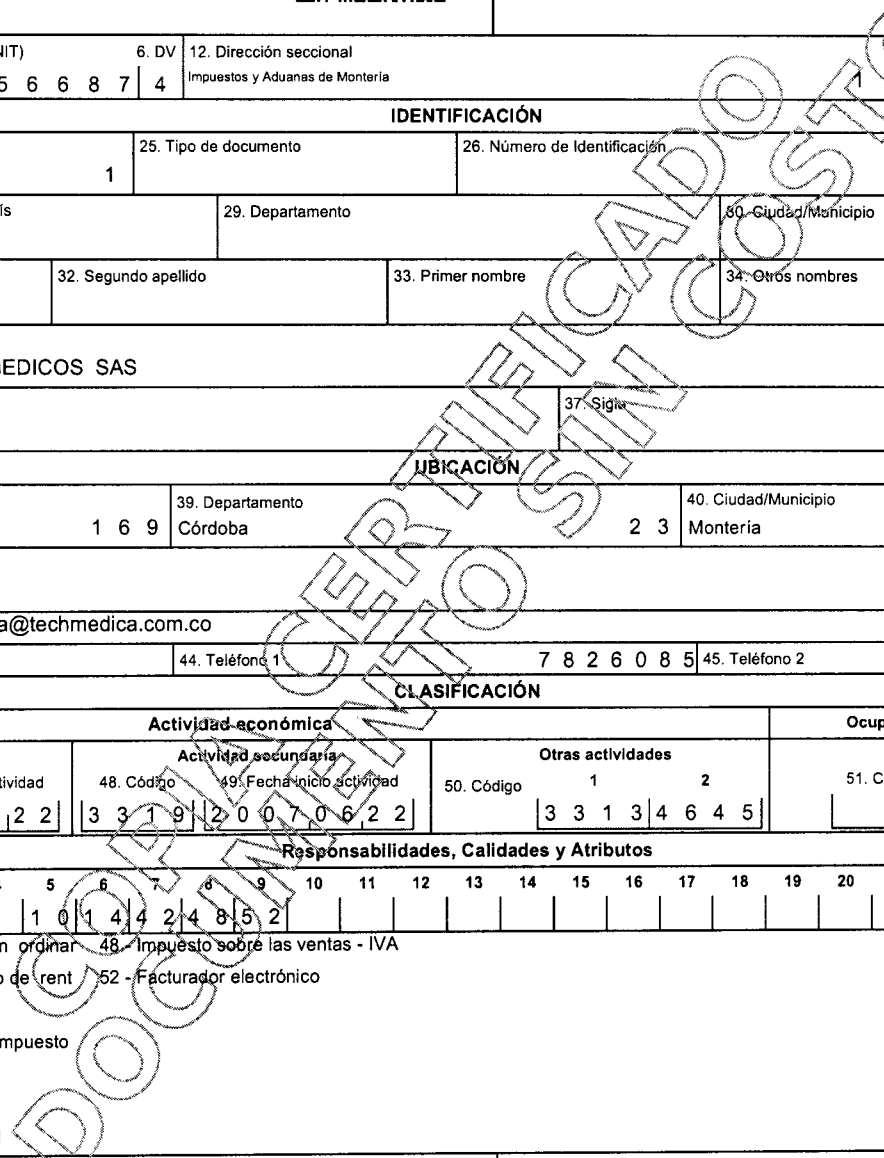 NIT) 6. DV 12. Dirección seccional
5 6 6 8 7 4 Impuestos y Aduanas de Montería 1
IDENTIFICACIÓN
25. Tipo de documento 26. Número de Identificación
1
ís 29. Departamento 30. Ciudad/Municipio
32. Segundo apellido 33. Primer nombre 34. Otros nombres
EDICOS SAS
37. Sigla
UBICACIÓN
39. Departamento 40. Ciudad/Municipio
1 6 9 Córdoba 2 3 Montería
a@techmedica.com.co
44. Teléfono 1 7 8 2 6 0 8 5 45. Teléfono 2
CLASIFICACIÓN
Actividad económica Ocup
Actividad secundaria Otras actividades
tividad 48. Código 49. Fecha inicio actividad 50. Código 1 2 51. C
2 2 3 3 1 9 2 0 0 7 0 6 2 2 3 3 1 3 4 6 4 5
Responsabilidades, Calidades y Atributos
5 6 7 8 9 10 11 12 13 14 15 16 17 18 19 20
1 0 1 4 4 2 4 8 5 2
n ordinar 48 - Impuesto sobre las ventas - IVA
o de rent 52 - Facturador electrónico
mpuesto
COPIA CERTIFICADO
DOCUMENTO SIN COSTO